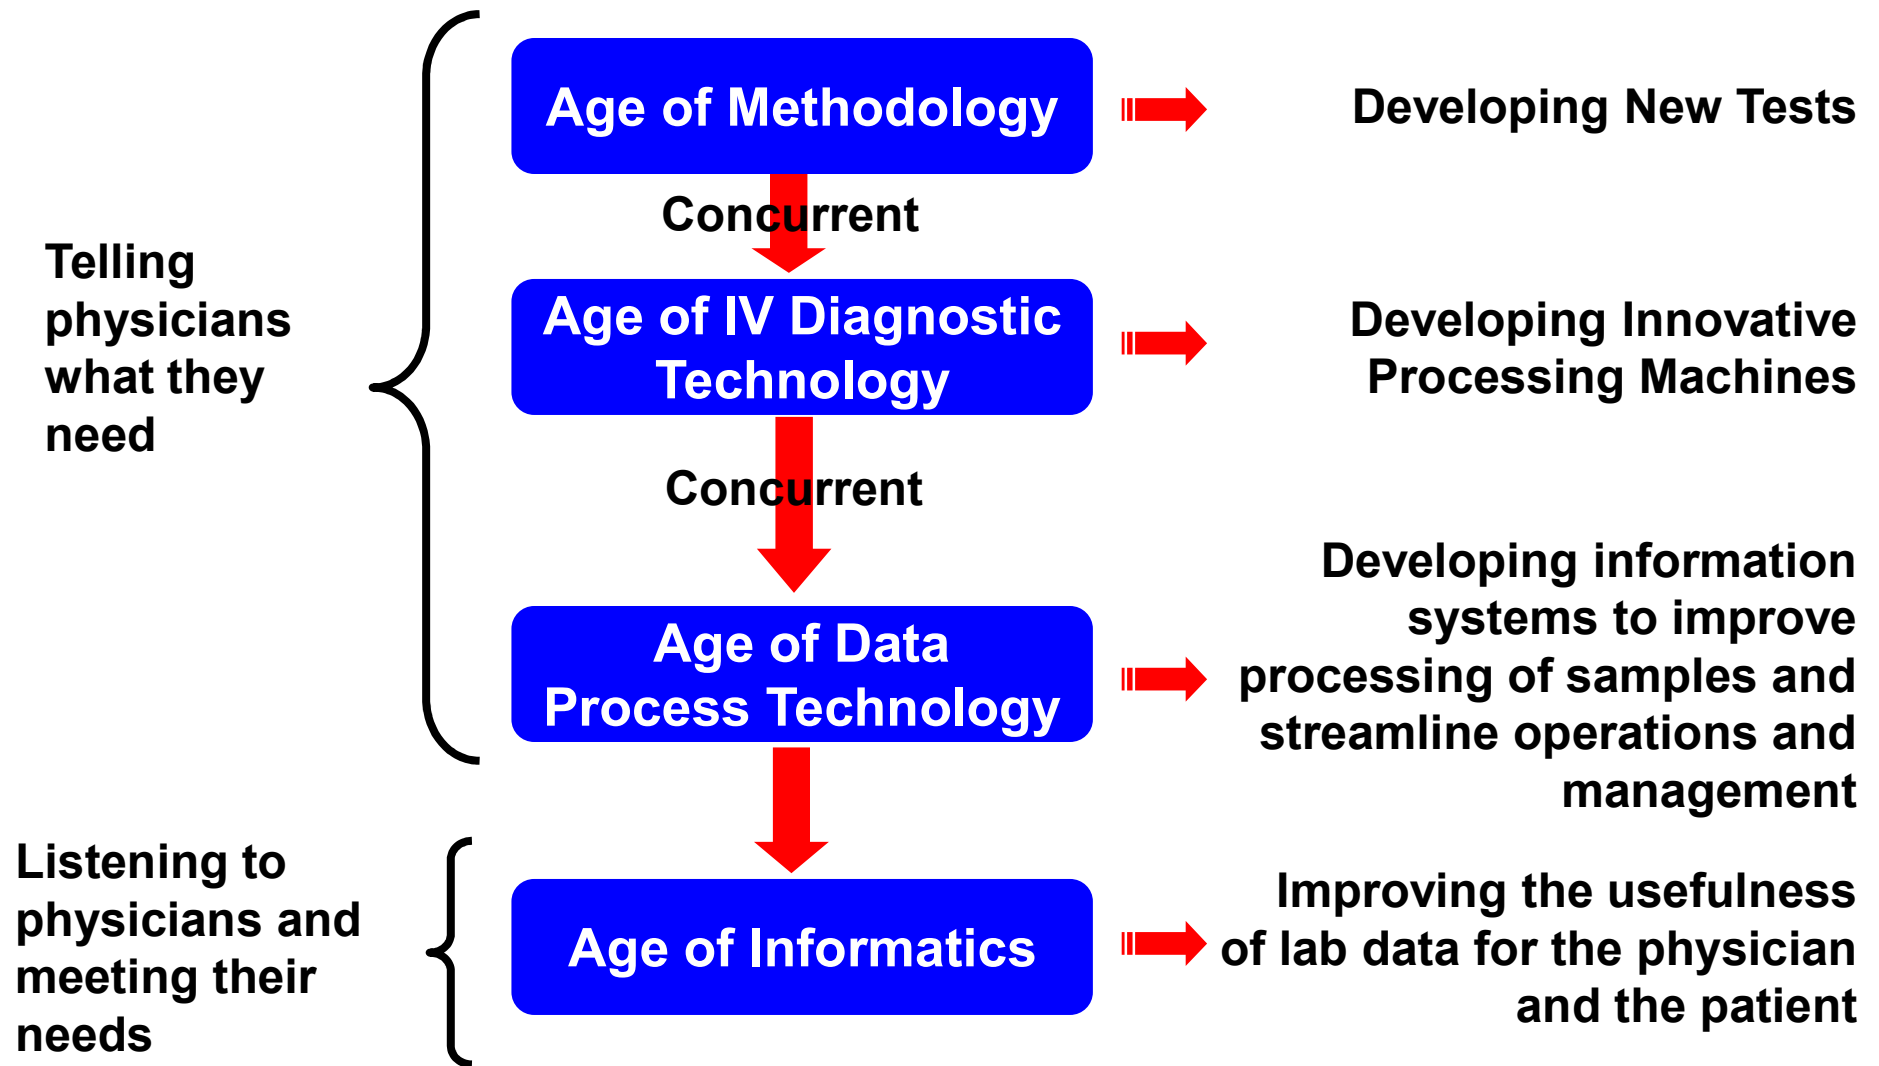 Age of Methodology
Developing New Tests
Concurrent
Telling
physicians
what they
need
Age of IV Diagnostic
Technology
Developing Innovative
Processing Machines
Concurrent
Age of Data
Process Technology
Developing information
systems to improve
processing of samples and
streamline operations and
management
Listening to
physicians and
meeting their
needs
Age of Informatics
Improving the usefulness
of lab data for the physician
and the patient